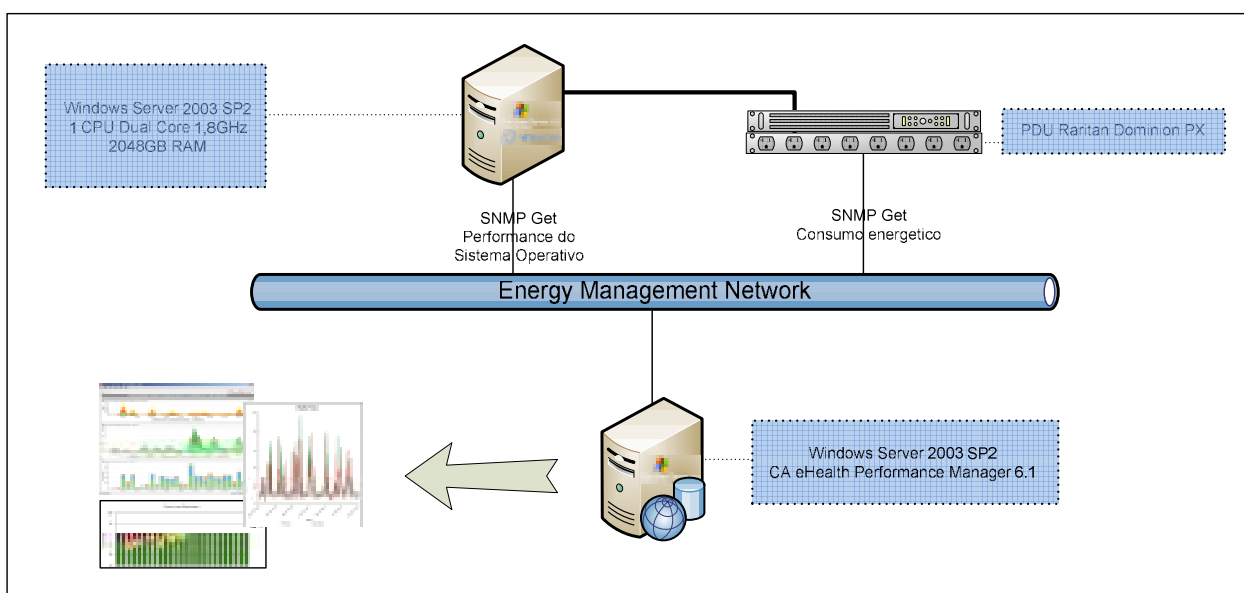 Windows Server 2003 SP2
1 CPU Dual Core 1,8GHz
2048GB RAM
PDU Raritan Dominion PX
SNMP Get
Performance do
Sistema Operativo
SNMP Get
Consumo energetico
Energy Management Network
Windows Server 2003 SP2
CA eHealth Performance Manager 6.1